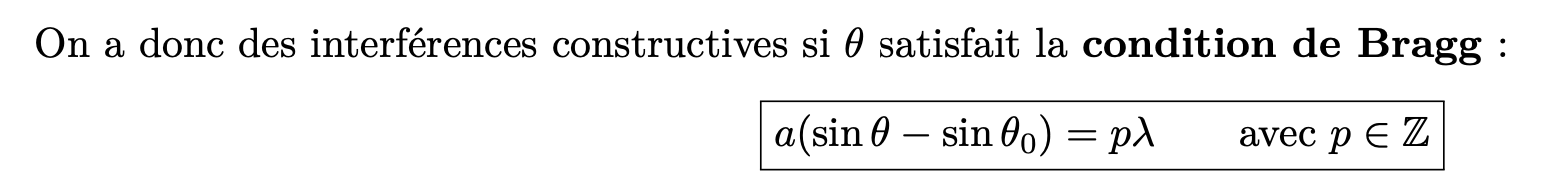 On a donc des interférences constructives si θ satisfait la condition de Bragg :
a(sin θ − sin θ₀) = pλ avec p ∈ ℤ